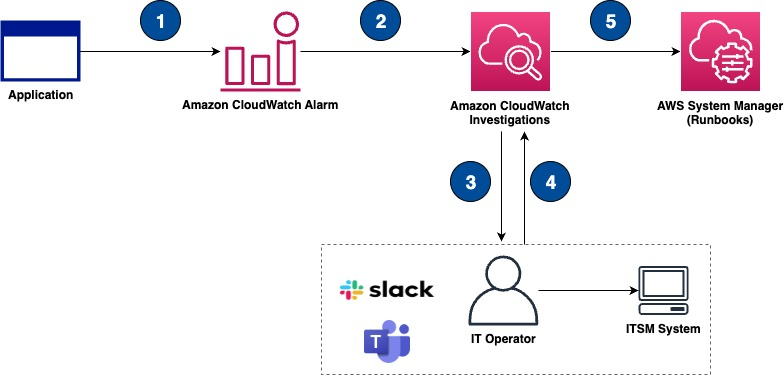 1
2
5
Application
Amazon CloudWatch Alarm
Amazon CloudWatch
Investigations
AWS System Manager
(Runbooks)
3
4
slack
T
IT Operator
ITSM System